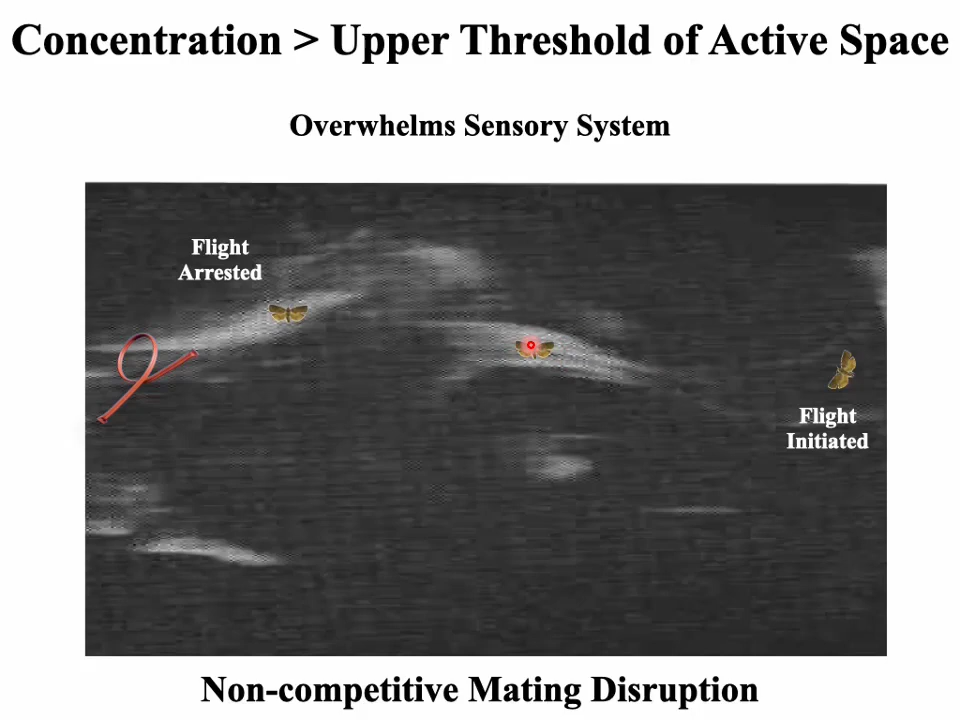 Concentration > Upper Threshold of Active Space
Overwhelms Sensory System
Flight
Arrested
Flight
Initiated
Non-competitive Mating Disruption